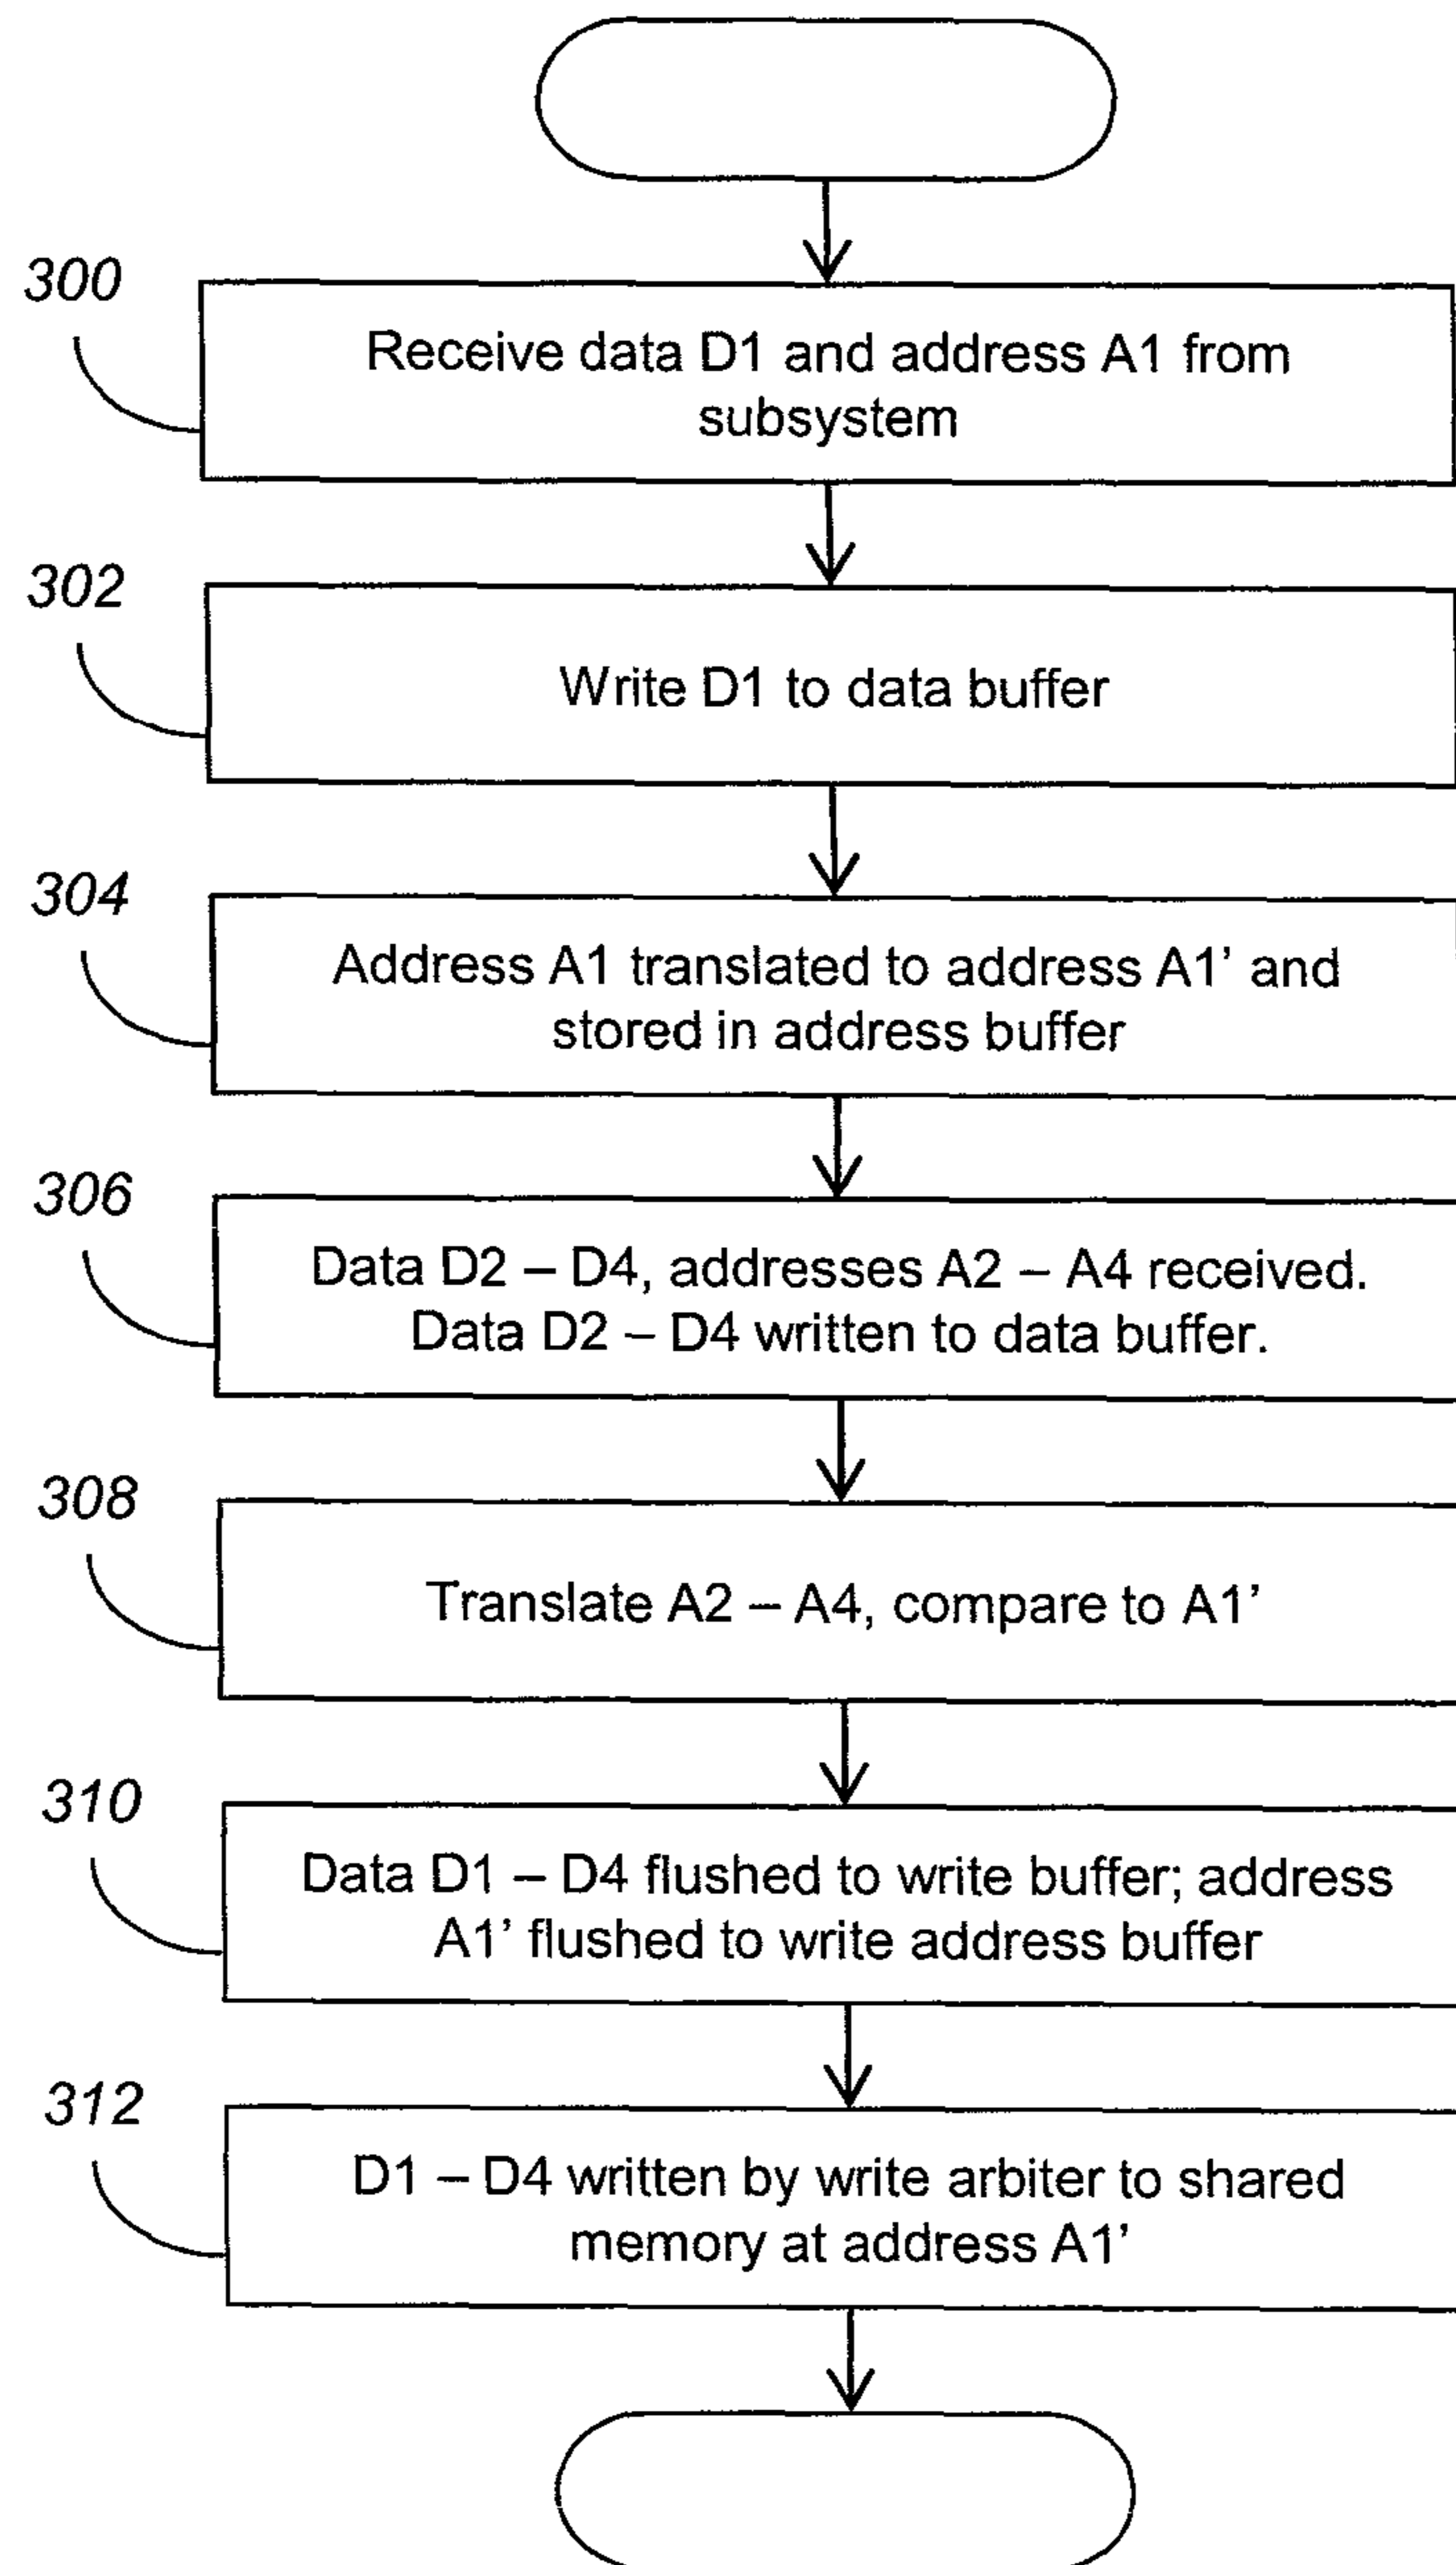 300
Receive data D1 and address A1 from
subsystem
302
Write D1 to data buffer
304
Address A1 translated to address A1’ and
stored in address buffer
306
Data D2 – D4, addresses A2 – A4 received.
Data D2 – D4 written to data buffer.
308
Translate A2 – A4, compare to A1’
310
Data D1 – D4 flushed to write buffer; address
A1’ flushed to write address buffer
312
D1 – D4 written by write arbiter to shared
memory at address A1’